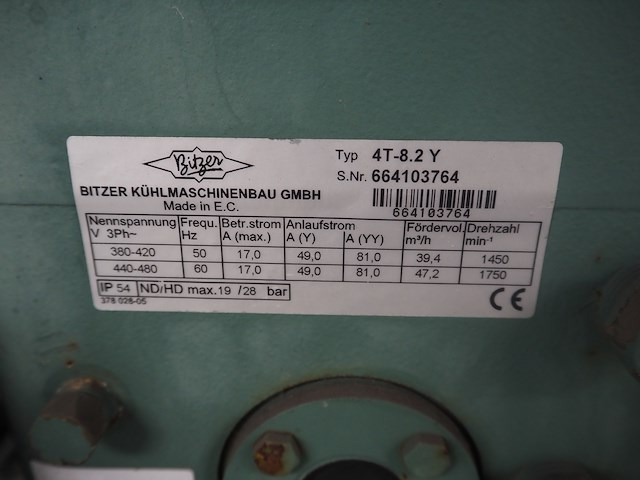 Bitzer
BITZER KÜHLMASCHINENBAU GMBH
Made in E.C.
Typ 4T-8.2 Y
S.Nr. 664103764
664103764
Nennspannung Frequ. Betr.strom Anlaufstrom Fördervol. Drehzahl
V 3Ph~ Hz A (max.) A (Y) A (YY) m³/h min⁻¹
380-420 50 17,0 49,0 81,0 39,4 1450
440-480 60 17,0 49,0 81,0 47,2 1750
IP 54 ND/HD max.19 /28 bar
378 028-05
CE